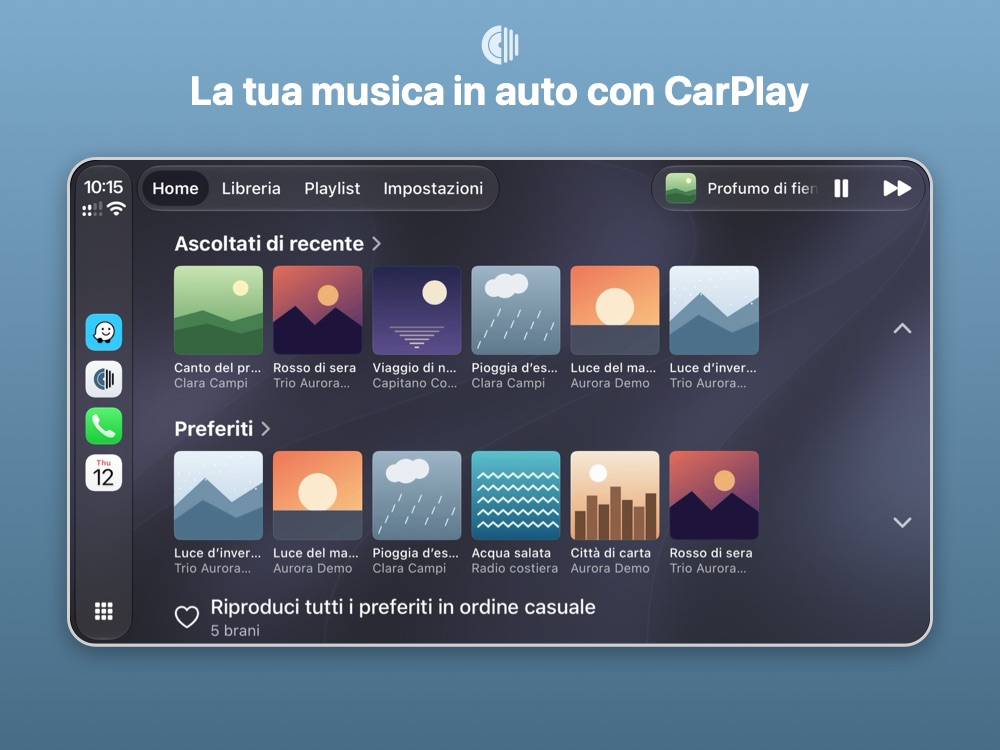 La tua musica in auto con CarPlay
10:15
Home Libreria Playlist Impostazioni
Profumo di fien
Ascoltati di recente
Canto del pr... Rosso di sera Viaggio di n... Pioggia d'es... Luce del ma... Luce d'inver...
Clara Campi Trio Aurora... Capitano Co... Clara Campi Aurora Demo Trio Aurora...
Preferiti
Thu
12
Luce d'inver... Luce del ma... Pioggia d'es... Acqua salata Città di carta Rosso di sera
Trio Aurora... Aurora Demo Clara Campi Radio costiera Aurora Demo Trio Aurora...
Riproduci tutti i preferiti in ordine casuale
5 brani